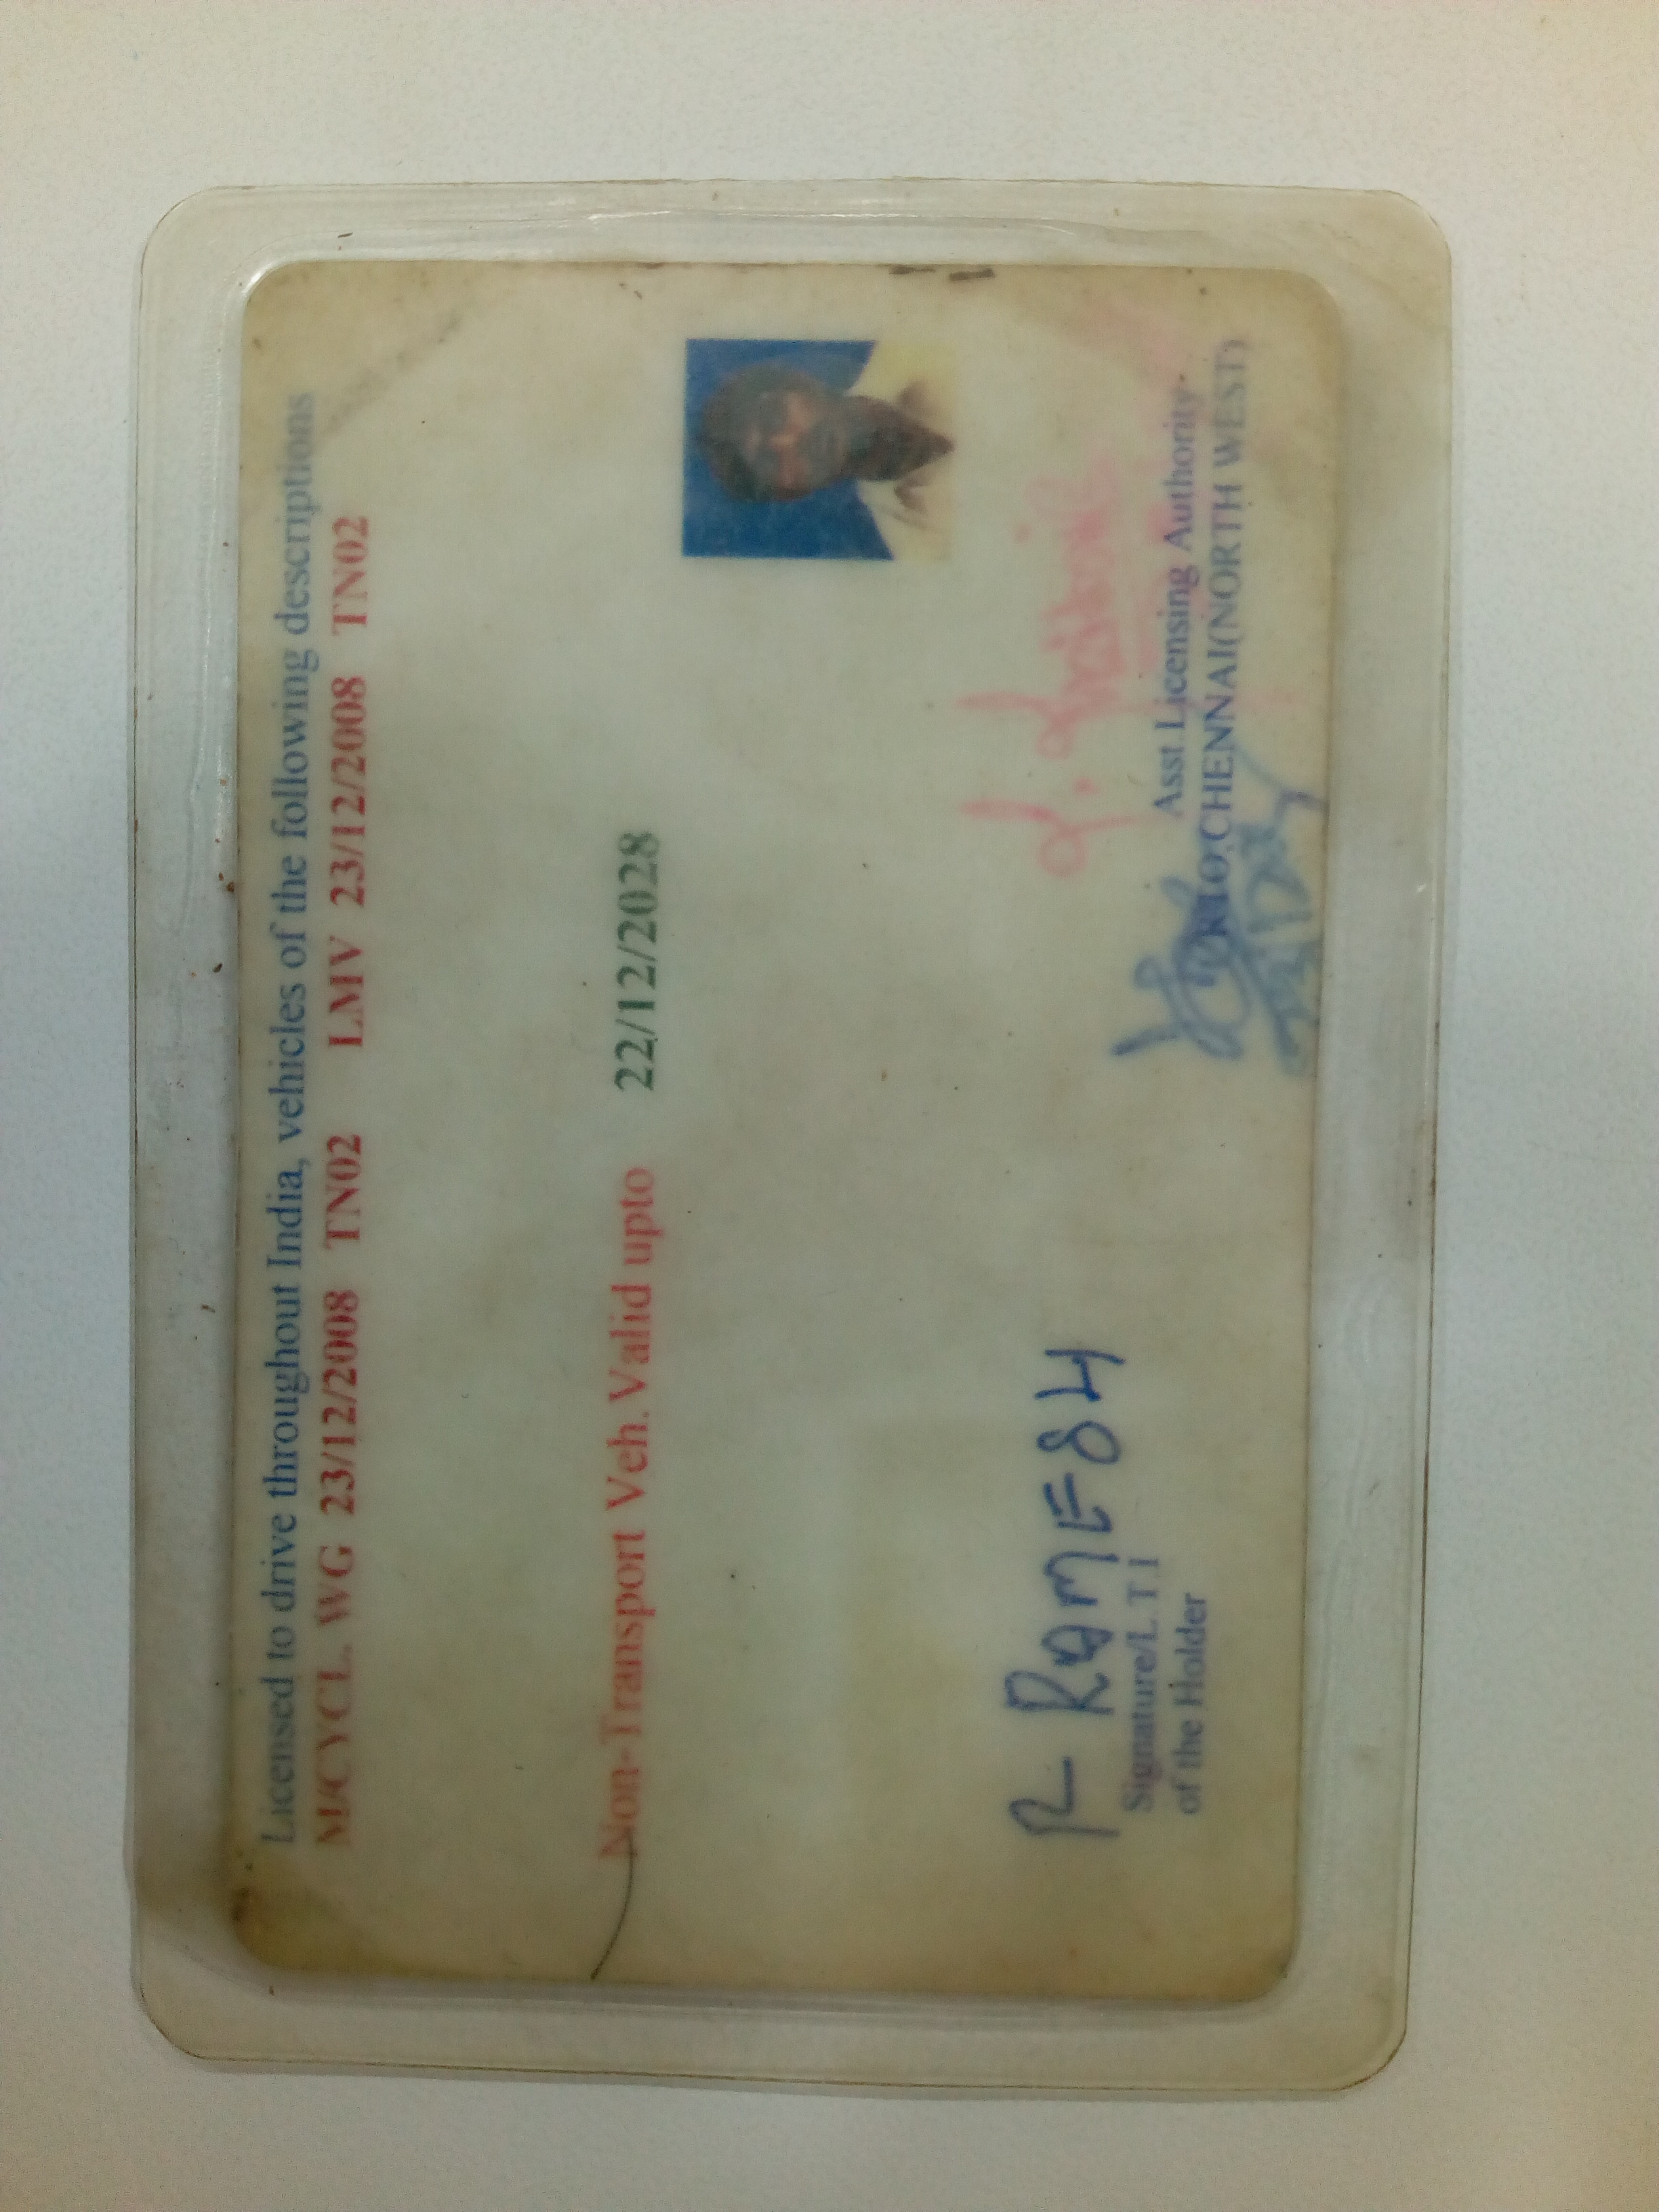 Licensed to drive throughout India, vehicles of the following descriptions
M/CYCL. WG 23/12/2008 TN02 LMV 23/12/2008 TN02
Non-Transport Veh. Valid upto 22/12/2028
R RAMESH
Signature/L T I
of the Holder
Asst Licensing Authority
RTO,CHENNAI(NORTH WEST)